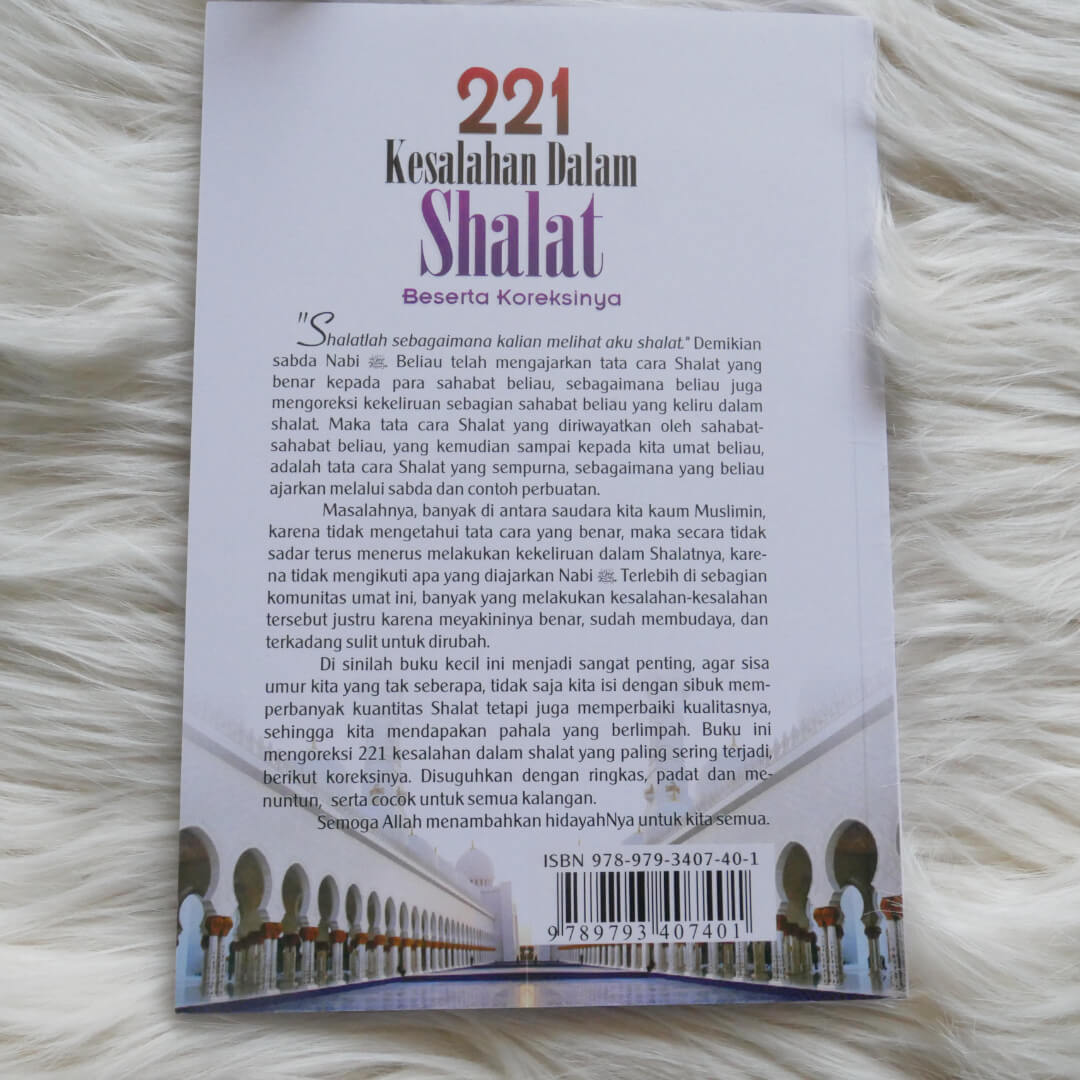 221
Kesalahan Dalam
Shalat
Beserta Koreksinya
"Shalatlah sebagaimana kalian melihat aku shalat." Demikian
sabda Nabi ﷺ. Beliau telah mengajarkan tata cara Shalat yang
benar kepada para sahabat beliau, sebagaimana beliau juga
mengoreksi kekeliruan sebagian sahabat beliau yang keliru dalam
shalat. Maka tata cara Shalat yang diriwayatkan oleh sahabat-
sahabat beliau, yang kemudian sampai kepada kita umat beliau,
adalah tata cara Shalat yang sempurna, sebagaimana yang beliau
ajarkan melalui sabda dan contoh perbuatan.
Masalahnya, banyak di antara saudara kita kaum Muslimin,
karena tidak mengetahui tata cara yang benar, maka secara tidak
sadar terus menerus melakukan kekeliruan dalam Shalatnya, kare-
na tidak mengikuti apa yang diajarkan Nabi ﷺ. Terlebih di sebagian
komunitas umat ini, banyak yang melakukan kesalahan-kesalahan
tersebut justru karena meyakininya benar, sudah membudaya, dan
terkadang sulit untuk dirubah.
Di sinilah buku kecil ini menjadi sangat penting, agar sisa
umur kita yang tak seberapa, tidak saja kita isi dengan sibuk mem-
perbanyak kuantitas Shalat tetapi juga memperbaiki kualitasnya,
sehingga kita mendapakan pahala yang berlimpah. Buku ini
mengoreksi 221 kesalahan dalam shalat yang paling sering terjadi,
berikut koreksinya. Disuguhkan dengan ringkas, padat dan me-
nuntun, serta cocok untuk semua kalangan.
Semoga Allah menambahkan hidayahNya untuk kita semua.
ISBN 978-979-3407-40-1
9 789793 407401